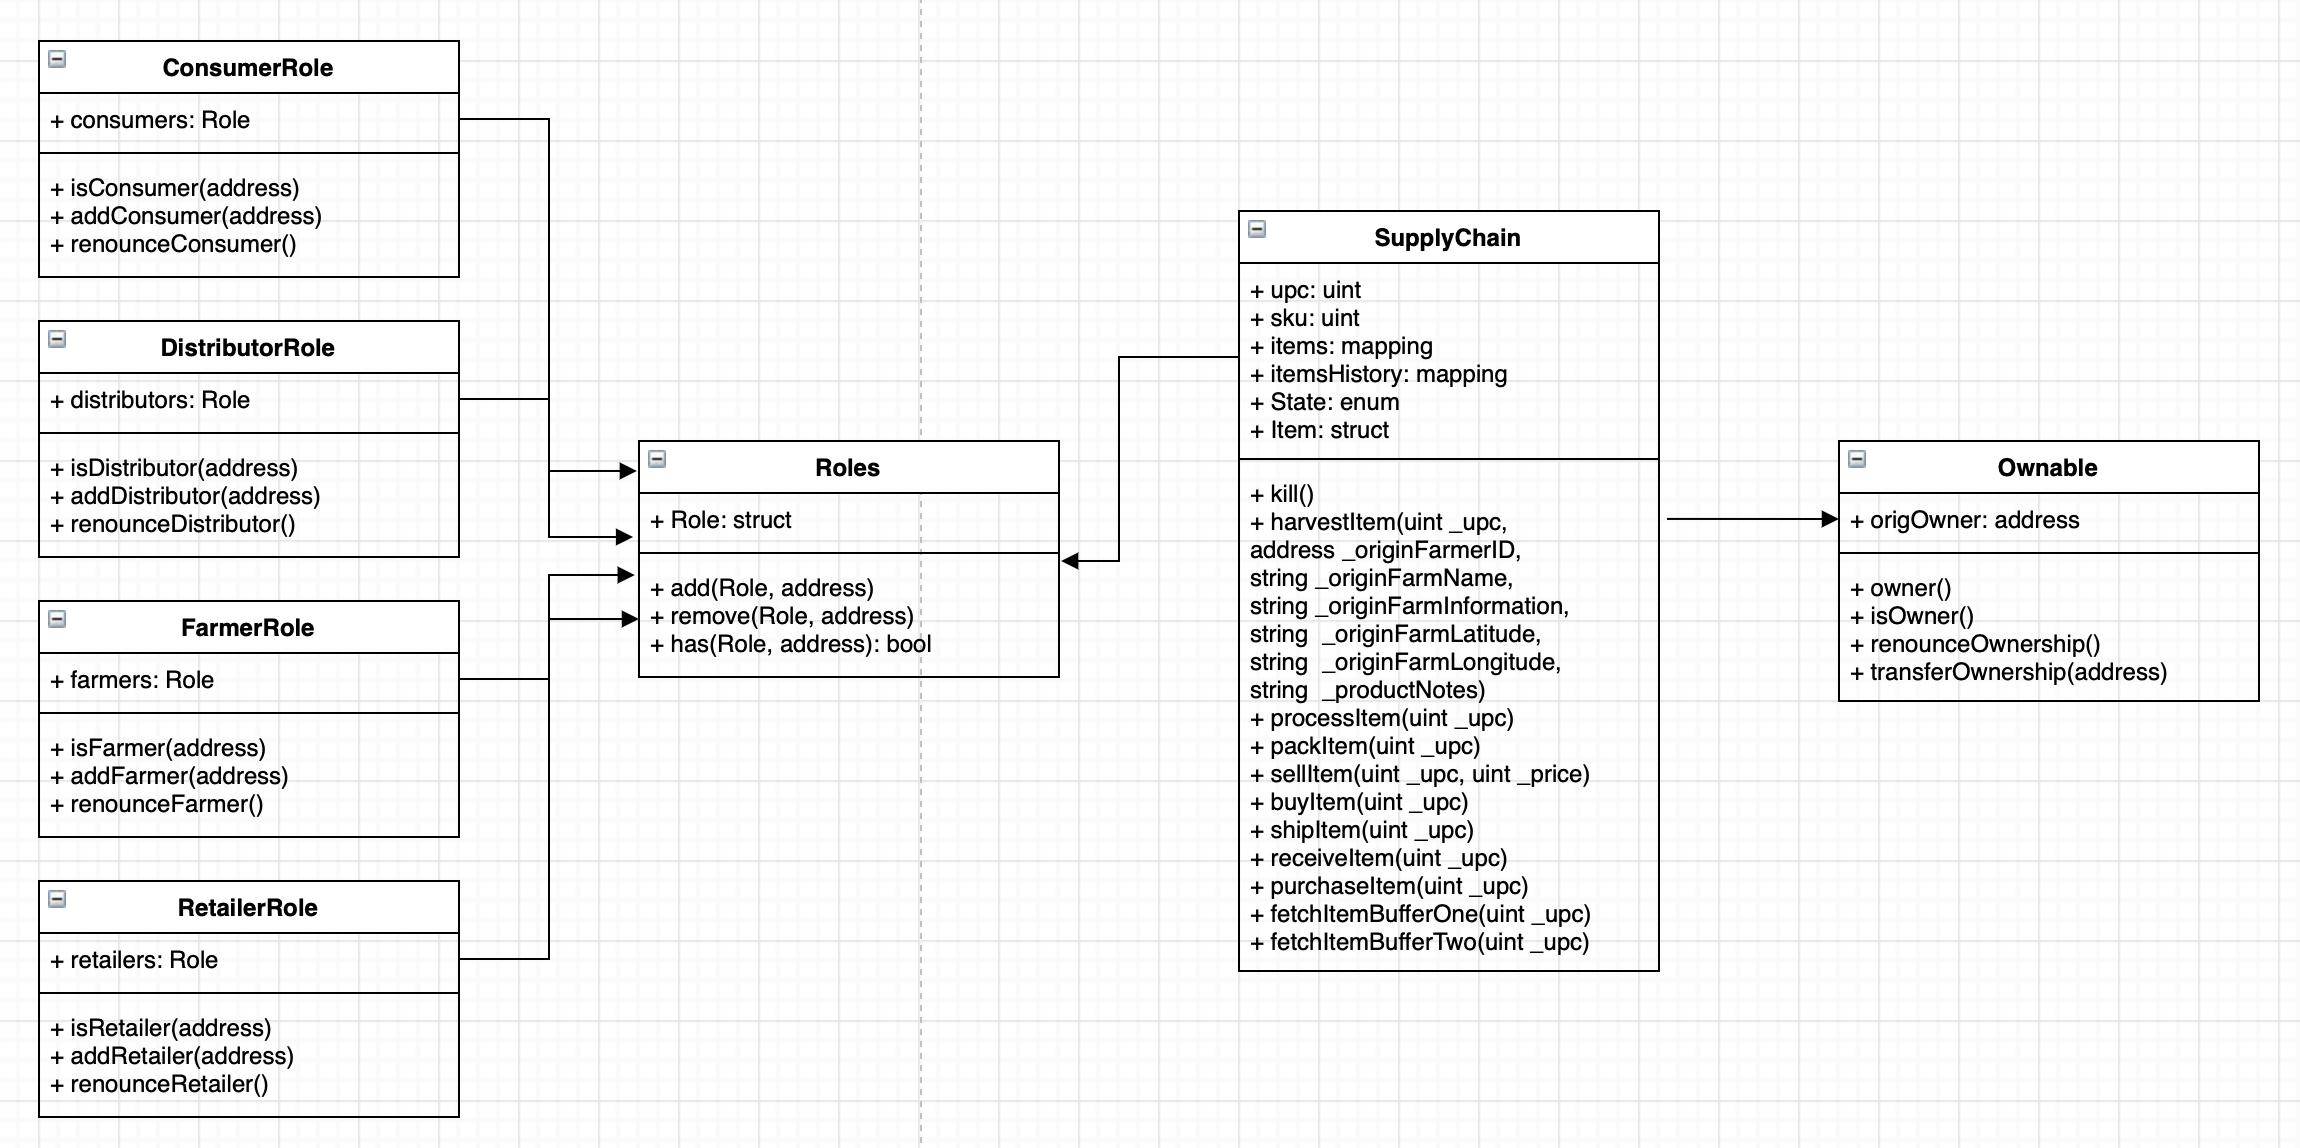 ConsumerRole
+ consumers: Role
+ isConsumer(address)
+ addConsumer(address)
+ renounceConsumer()
DistributorRole
+ distributors: Role
+ isDistributor(address)
+ addDistributor(address)
+ renounceDistributor()
FarmerRole
+ farmers: Role
+ isFarmer(address)
+ addFarmer(address)
+ renounceFarmer()
RetailerRole
+ retailers: Role
+ isRetailer(address)
+ addRetailer(address)
+ renounceRetailer()
Roles
+ Role: struct
+ add(Role, address)
+ remove(Role, address)
+ has(Role, address): bool
SupplyChain
+ upc: uint
+ sku: uint
+ items: mapping
+ itemsHistory: mapping
+ State: enum
+ Item: struct
+ kill()
+ harvestItem(uint _upc,
address _originFarmerID,
string _originFarmName,
string _originFarmInformation,
string  _originFarmLatitude,
string  _originFarmLongitude,
string  _productNotes)
+ processItem(uint _upc)
+ packItem(uint _upc)
+ sellItem(uint _upc, uint _price)
+ buyItem(uint _upc)
+ shipItem(uint _upc)
+ receiveItem(uint _upc)
+ purchaseItem(uint _upc)
+ fetchItemBufferOne(uint _upc)
+ fetchItemBufferTwo(uint _upc)
Ownable
+ origOwner: address
+ owner()
+ isOwner()
+ renounceOwnership()
+ transferOwnership(address)